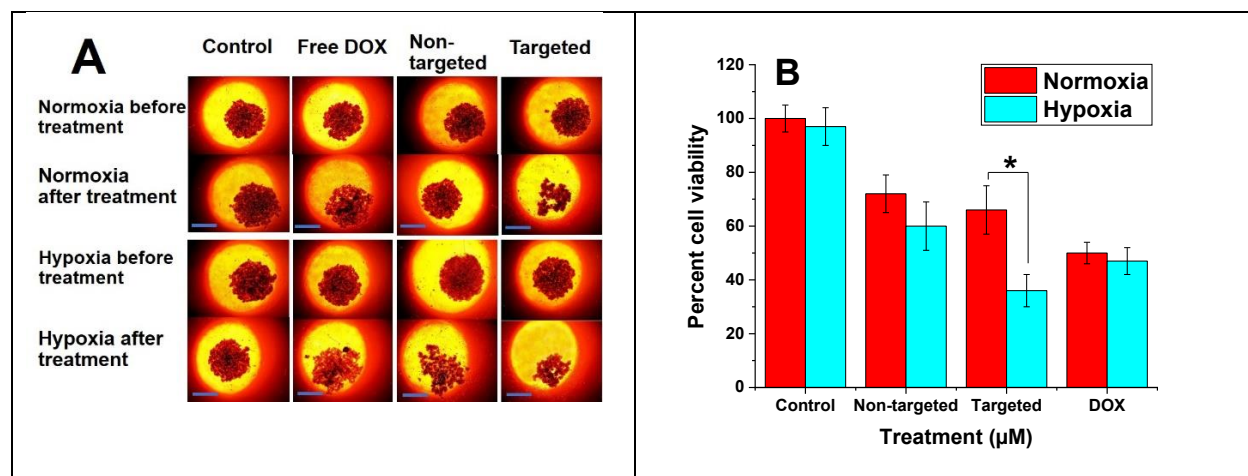 A
Control
Free DOX
Non-
targeted
Targeted
Normoxia before
treatment
Normoxia
after treatment
Hypoxia before
treatment
Hypoxia after
treatment
B
Normoxia
Hypoxia
*
Percent cell viability
120
100
80
60
40
20
0
Control
Non-targeted
Targeted
DOX
Treatment (µM)